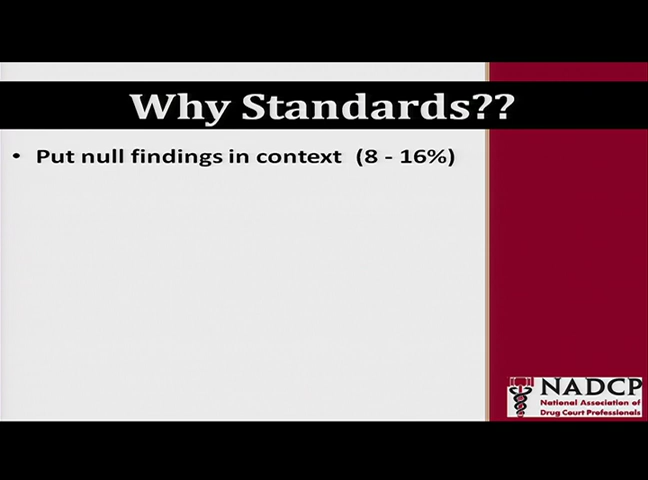 Why Standards??
• Put null findings in context (8 - 16%)
NADCP
National Association of
Drug Court Professionals